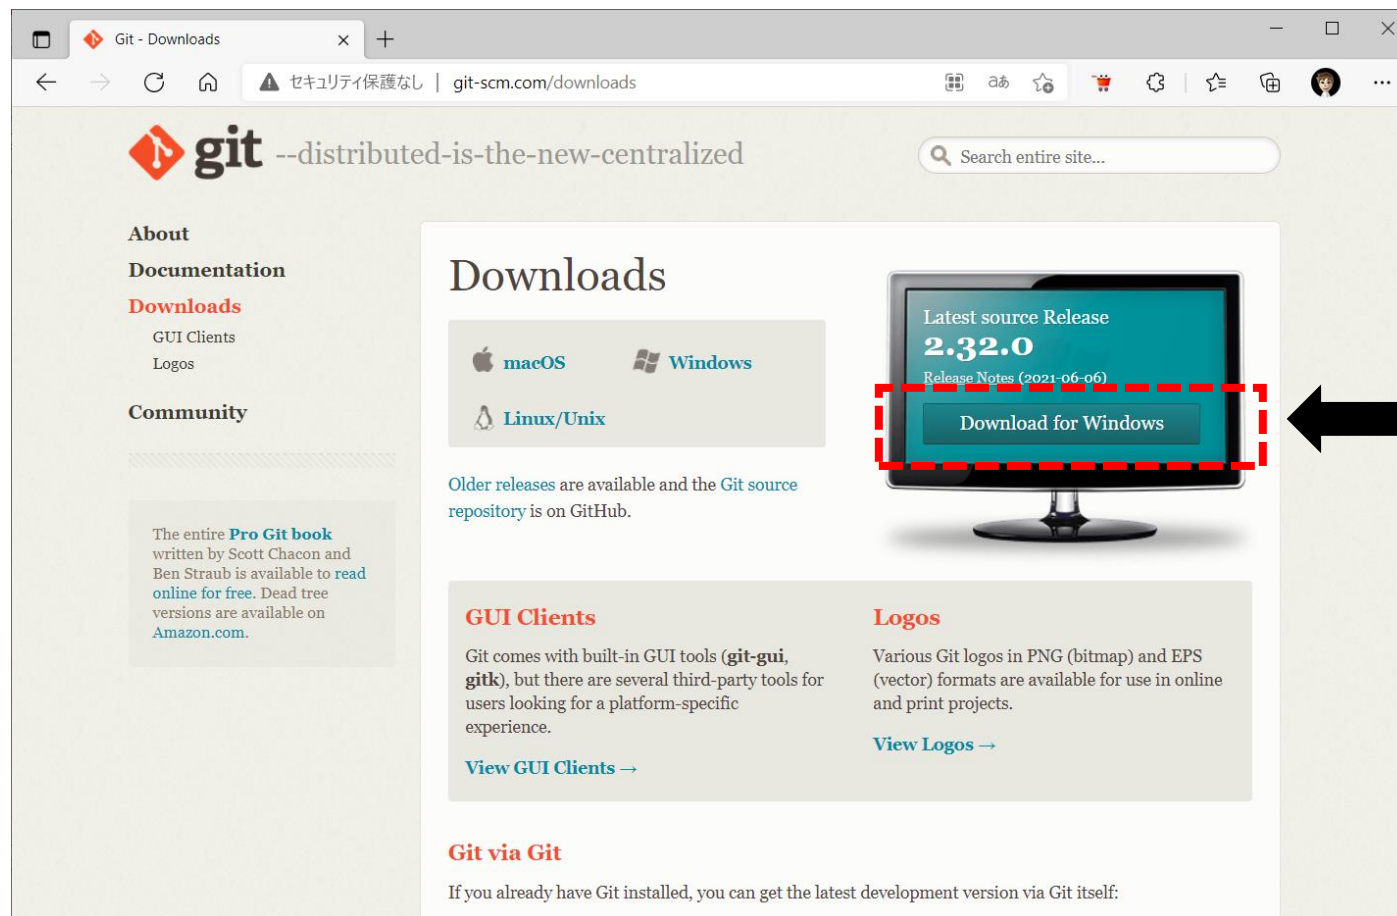 Git - Downloads
セキュリティ保護なし | git-scm.com/downloads
aあ
git --distributed-is-the-new-centralized
Search entire site...
About
Documentation
Downloads
GUI Clients
Logos
Community
The entire Pro Git book
written by Scott Chacon and
Ben Straub is available to read
online for free. Dead tree
versions are available on
Amazon.com.
Downloads
macOS
Windows
Linux/Unix
Older releases are available and the Git source
repository is on GitHub.
Latest source Release
2.32.0
Release Notes (2021-06-06)
Download for Windows
GUI Clients
Git comes with built-in GUI tools (git-gui,
gitk), but there are several third-party tools for
users looking for a platform-specific
experience.
View GUI Clients →
Logos
Various Git logos in PNG (bitmap) and EPS
(vector) formats are available for use in online
and print projects.
View Logos →
Git via Git
If you already have Git installed, you can get the latest development version via Git itself: